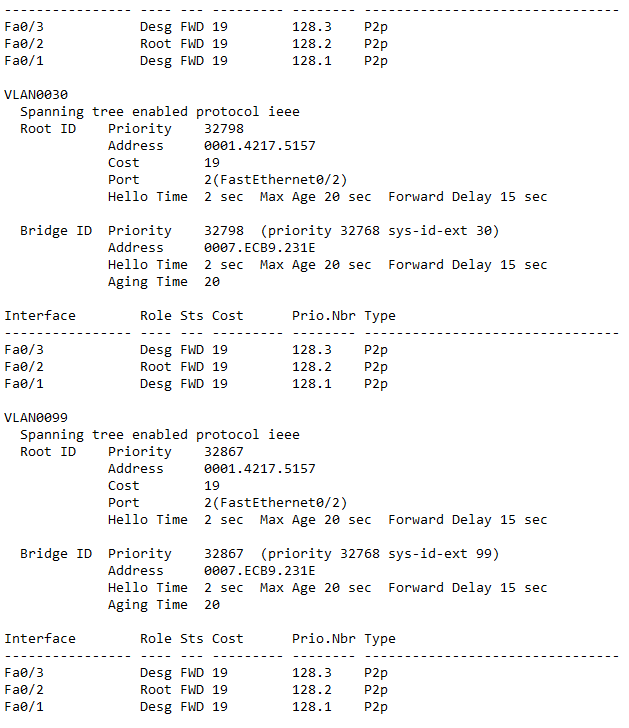 ---------------- ---- --- --------- -------- --------------------------------
Fa0/3            Desg FWD 19        128.3    P2p
Fa0/2            Root FWD 19        128.2    P2p
Fa0/1            Desg FWD 19        128.1    P2p

VLAN0030
  Spanning tree enabled protocol ieee
  Root ID    Priority    32798
             Address     0001.4217.5157
             Cost        19
             Port        2(FastEthernet0/2)
             Hello Time  2 sec  Max Age 20 sec  Forward Delay 15 sec

  Bridge ID  Priority    32798  (priority 32768 sys-id-ext 30)
             Address     0007.ECB9.231E
             Hello Time  2 sec  Max Age 20 sec  Forward Delay 15 sec
             Aging Time  20

Interface        Role Sts Cost      Prio.Nbr Type
---------------- ---- --- --------- -------- --------------------------------
Fa0/3            Desg FWD 19        128.3    P2p
Fa0/2            Root FWD 19        128.2    P2p
Fa0/1            Desg FWD 19        128.1    P2p

VLAN0099
  Spanning tree enabled protocol ieee
  Root ID    Priority    32867
             Address     0001.4217.5157
             Cost        19
             Port        2(FastEthernet0/2)
             Hello Time  2 sec  Max Age 20 sec  Forward Delay 15 sec

  Bridge ID  Priority    32867  (priority 32768 sys-id-ext 99)
             Address     0007.ECB9.231E
             Hello Time  2 sec  Max Age 20 sec  Forward Delay 15 sec
             Aging Time  20

Interface        Role Sts Cost      Prio.Nbr Type
---------------- ---- --- --------- -------- --------------------------------
Fa0/3            Desg FWD 19        128.3    P2p
Fa0/2            Root FWD 19        128.2    P2p
Fa0/1            Desg FWD 19        128.1    P2p